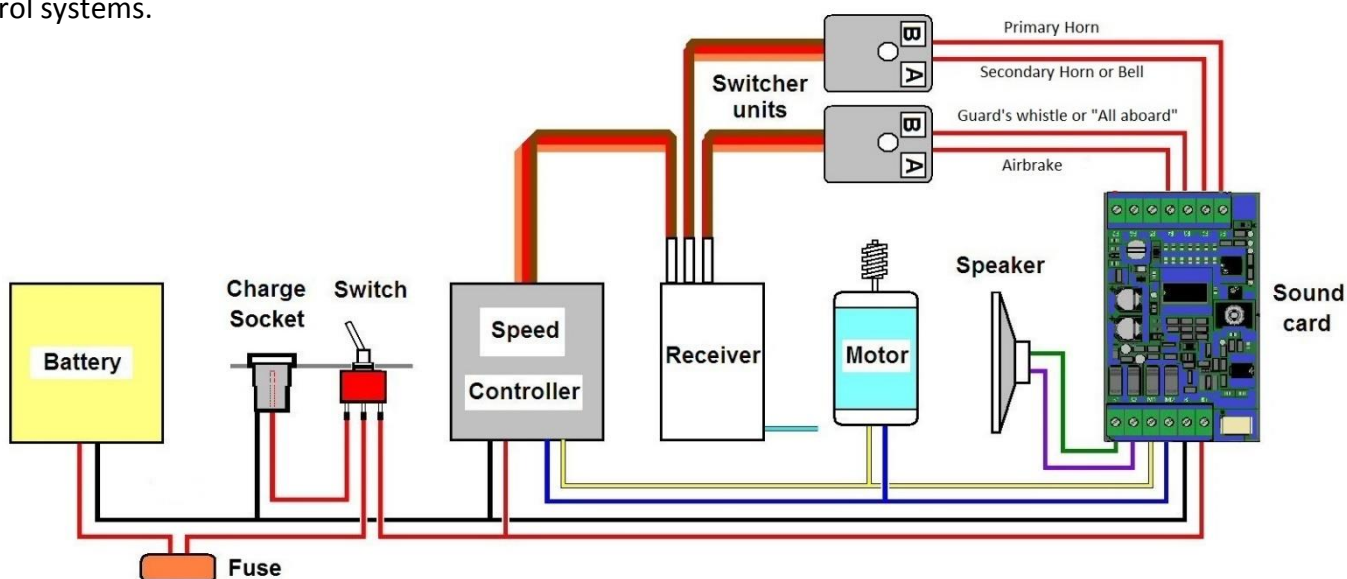 rol systems.
Primary Horn
Secondary Horn or Bell
Switcher
units
B
A
Guard's whistle or "All aboard"
Airbrake
B
A
Battery
Charge
Socket
Switch
Speed
Controller
Receiver
Motor
Speaker
Sound
card
Fuse